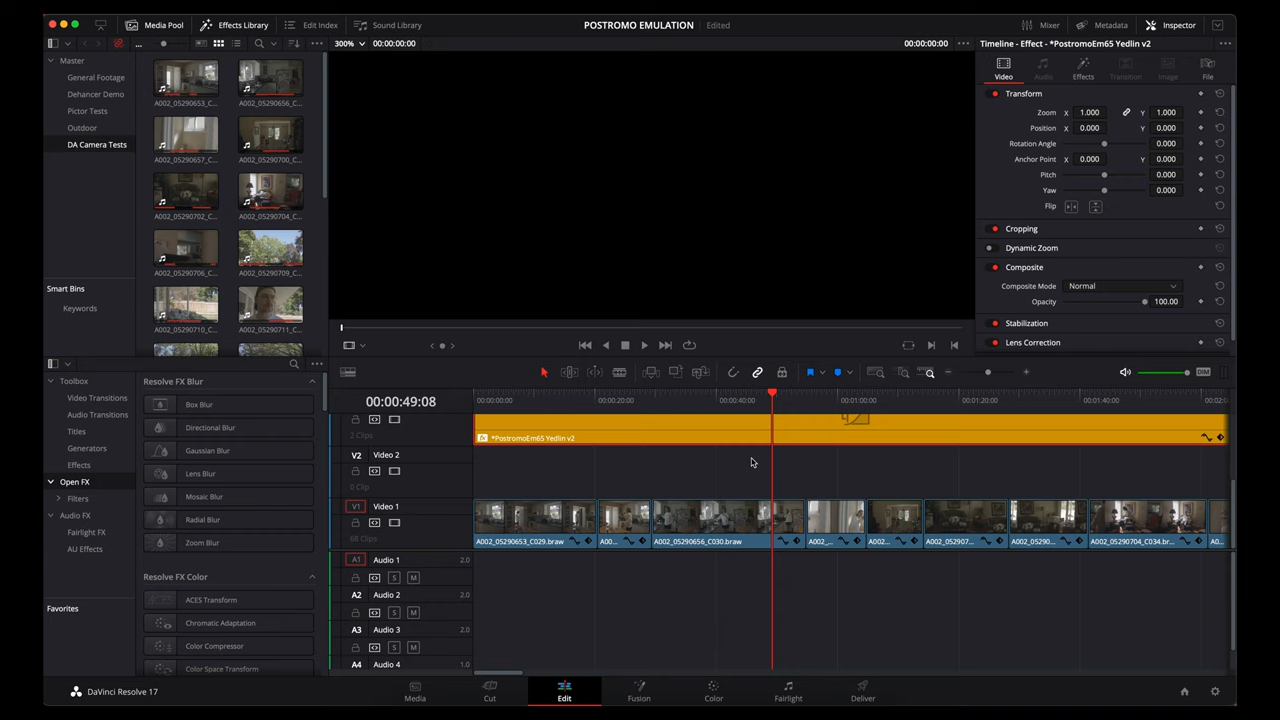 Media Pool
Effects Library
Edit Index
Sound Library
POSTROMO EMULATION
Edited
Mixer
Metadata
Inspector
...
300%
00:00:00:00
00:00:00:00
Timeline - Effect - *PostromoEm65 Yedlin v2
Master
General Footage
Dehancer Demo
Pictor Tests
Outdoor
DA Camera Tests
Smart Bins
Keywords
A002_05290653_C...
A002_05290656_C...
A002_05290657_C...
A002_05290700_C...
A002_05290702_C...
A002_05290704_C...
A002_05290706_C...
A002_05290709_C...
A002_05290710_C...
A002_05290711_C...
Video
Audio
Effects
Transition
Image
File
Transform
Zoom X 1.000 Y 1.000
Position X 0.000 Y 0.000
Rotation Angle 0.000
Anchor Point X 0.000 Y 0.000
Pitch 0.000
Yaw 0.000
Flip
Cropping
Dynamic Zoom
Composite
Composite Mode Normal
Opacity 100.00
Stabilization
Lens Correction
Toolbox
Video Transitions
Audio Transitions
Titles
Generators
Effects
Open FX
Filters
Audio FX
Fairlight FX
AU Effects
Favorites
Resolve FX Blur
Box Blur
Directional Blur
Gaussian Blur
Lens Blur
Mosaic Blur
Radial Blur
Zoom Blur
Resolve FX Color
ACES Transform
Chromatic Adaptation
Color Compressor
Color Space Transform
DIM
00:00:49:08
00:00:00:00
00:00:20:00
00:00:40:00
00:01:00:00
00:01:20:00
00:01:40:00
00:02:0
2 Clips
fx *PostromoEm65 Yedlin v2
V2 Video 2
0 Clip
V1 Video 1
68 Clips
A002_05290653_C029.braw
A00...
A002_05290656_C030.braw
A002_...
A002...
A002_052907...
A002_05290...
A002_05290704_C034.br...
A0...
A1 Audio 1 2.0
S M
A2 Audio 2 2.0
S M
A3 Audio 3 2.0
S M
A4 Audio 4 1.0
DaVinci Resolve 17
Media
Cut
Edit
Fusion
Color
Fairlight
Deliver